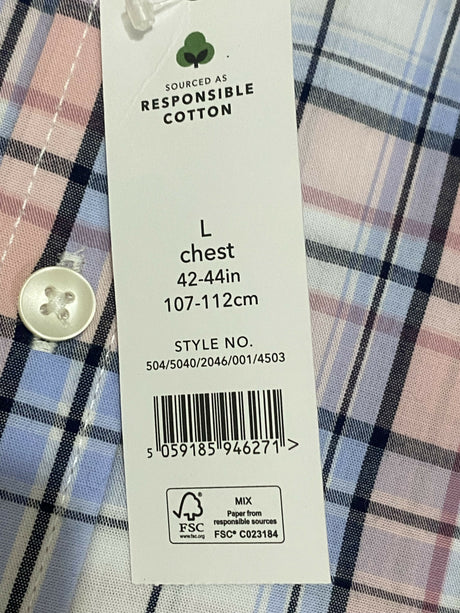 SOURCED AS
RESPONSIBLE
COTTON
L
chest
42-44in
107-112cm
STYLE NO.
504/5040/2046/001/4503
5 059185 946271 >
FSC
www.fsc.org
MIX
Paper from
responsible sources
FSC® C023184